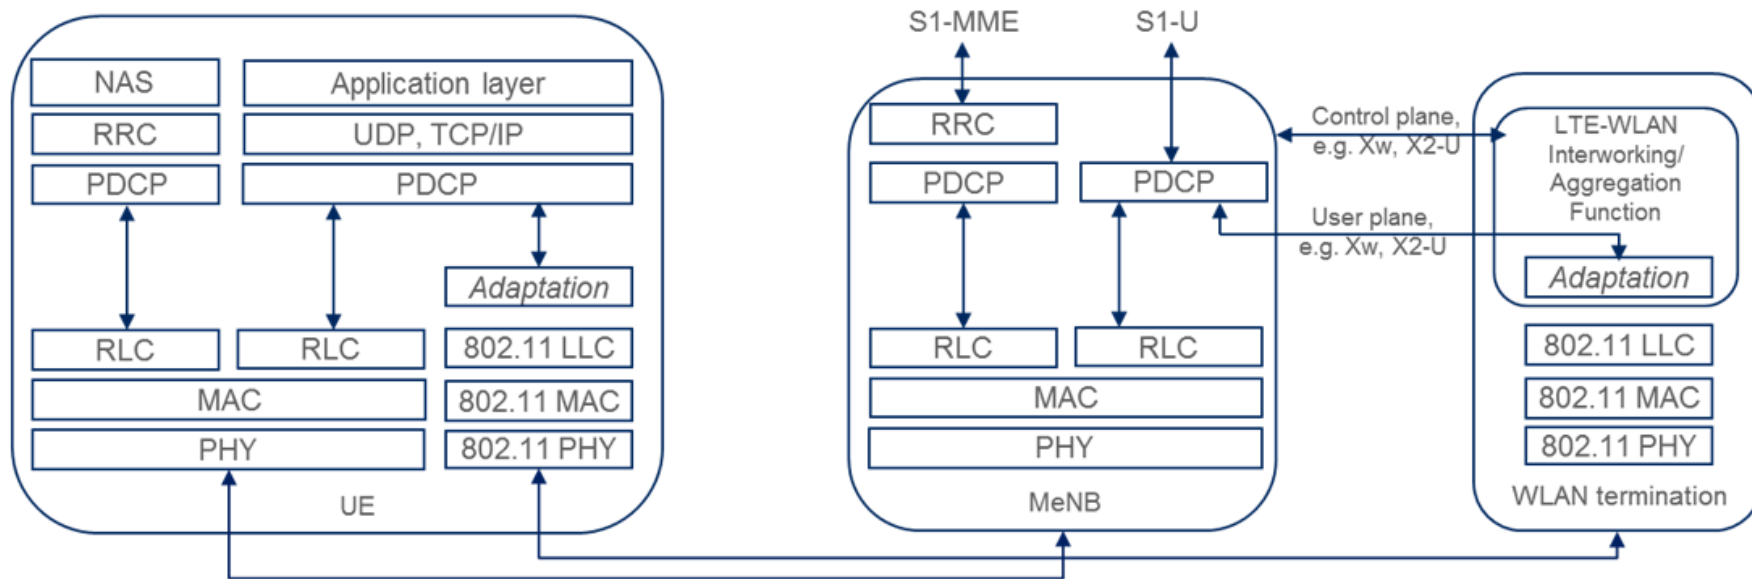 NAS
Application layer
RRC
UDP, TCP/IP
PDCP
PDCP
Adaptation
RLC
RLC
802.11 LLC
MAC
802.11 MAC
PHY
802.11 PHY
UE
S1-MME
S1-U
RRC
PDCP
PDCP
RLC
RLC
MAC
PHY
MeNB
Control plane,
e.g. Xw, X2-U
User plane,
e.g. Xw, X2-U
LTE-WLAN
Interworking/
Aggregation
Function
Adaptation
802.11 LLC
802.11 MAC
802.11 PHY
WLAN termination